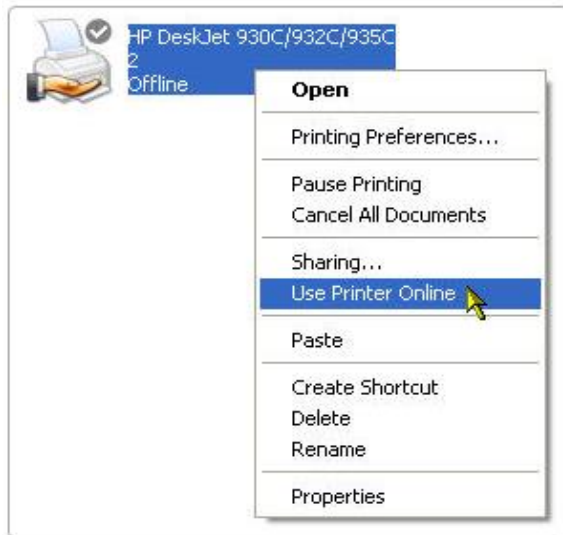 HP DeskJet 930C/932C/935C
2
Offline
Open
Printing Preferences...
Pause Printing
Cancel All Documents
Sharing...
Use Printer Online
Paste
Create Shortcut
Delete
Rename
Properties